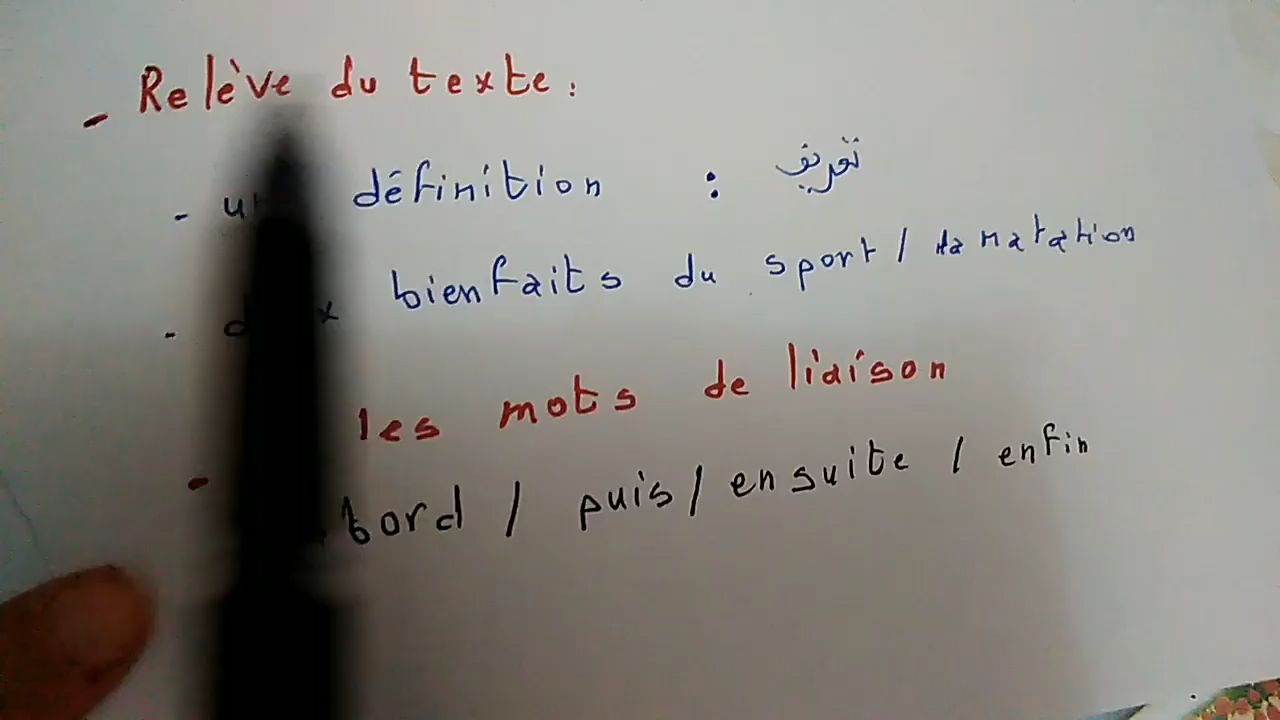 - Relève du texte :
- définition : تعريف
- bienfaits du sport / la natation
- les mots de liaison
bord / puis / ensuite / enfin